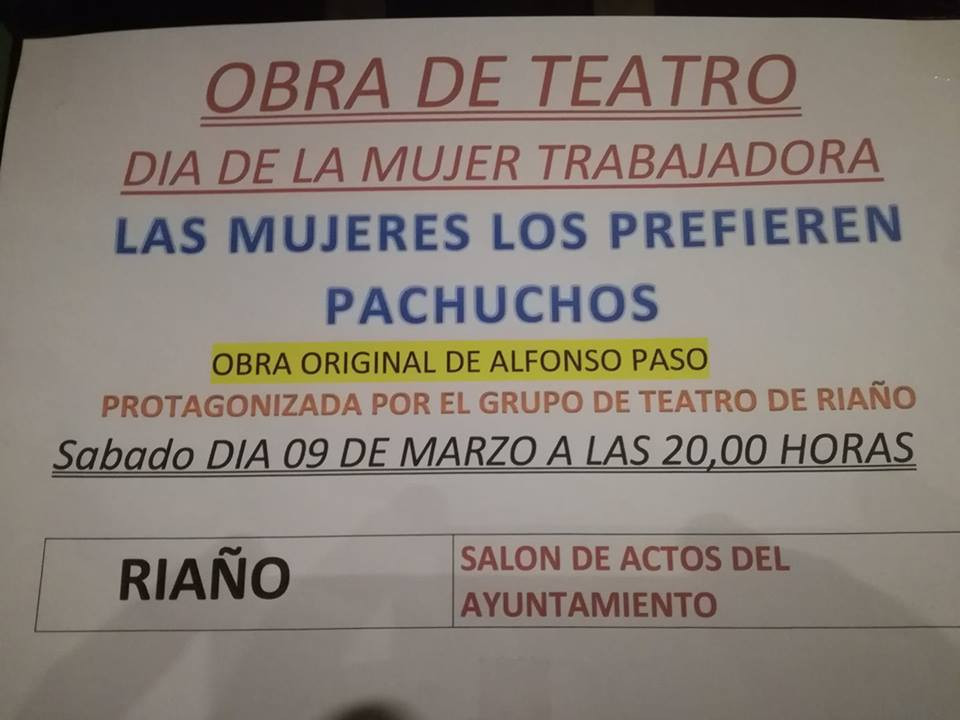 OBRA DE TEATRO
DIA DE LA MUJER TRABAJADORA
LAS MUJERES LOS PREFIEREN
PACHUCHOS
OBRA ORIGINAL DE ALFONSO PASO
PROTAGONIZADA POR EL GRUPO DE TEATRO DE RIAÑO
Sabado DIA 09 DE MARZO A LAS 20,00 HORAS
RIAÑO
SALON DE ACTOS DEL
AYUNTAMIENTO